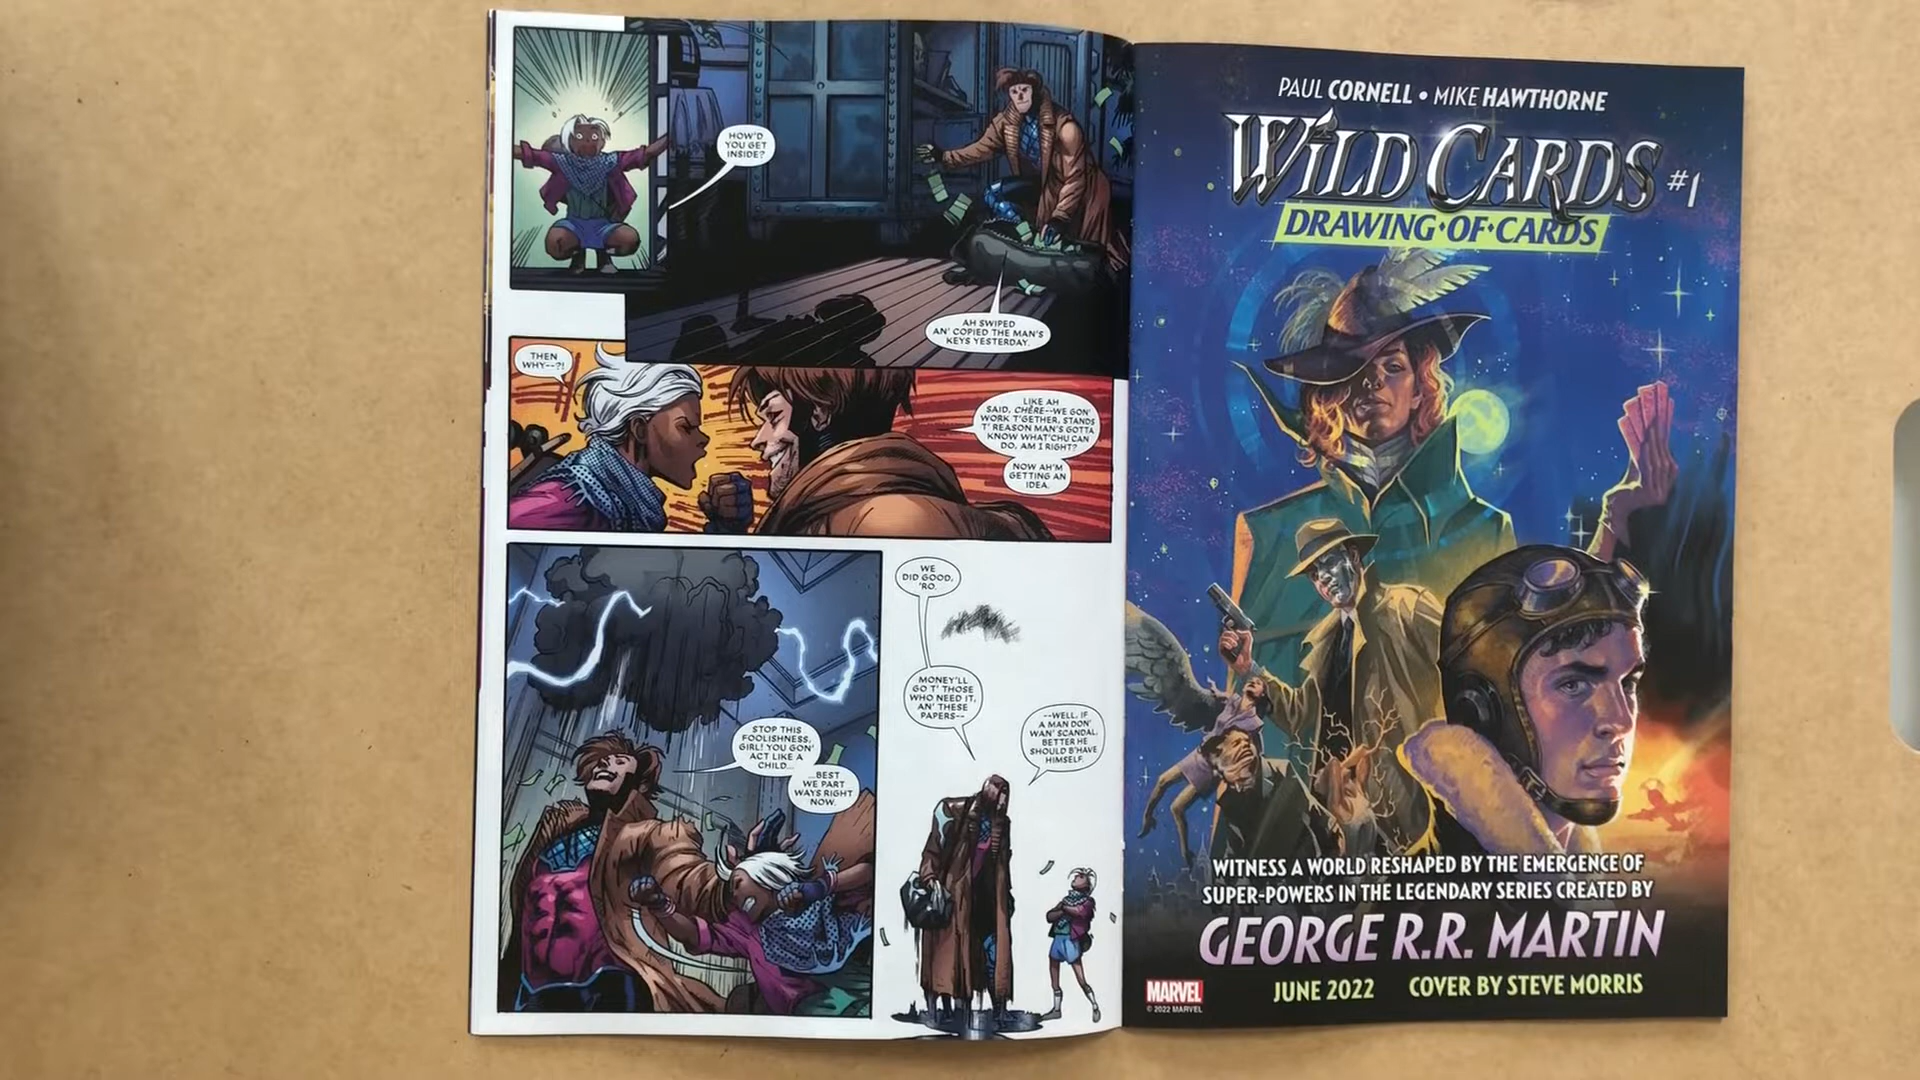 HOW'D
YOU GET
INSIDE?
AH SWIPED
AN' COPIED THE MAN'S
KEYS YESTERDAY.
THEN
WHY--?!
LIKE AH
SAID, CHÈRE--WE GON'
WORK T'GETHER, STANDS
T' REASON MAN'S GOTTA
KNOW WHAT'CHU CAN
DO, AM I RIGHT?
NOW AH'M
GETTING AN
IDEA.
STOP THIS
FOOLISHNESS,
GIRL! YOU GON'
ACT LIKE A
CHILD...
...BEST
WE PART
WAYS RIGHT
NOW.
WE
DID GOOD,
'RO.
MONEY'LL
GO T' THOSE
WHO NEED IT,
AN' THESE
PAPERS--
--WELL, IF
A MAN DON'
WAN' SCANDAL,
BETTER HE
SHOULD B'HAVE
HIMSELF.
PAUL CORNELL • MIKE HAWTHORNE
WILD CARDS #1
DRAWING·OF·CARDS
WITNESS A WORLD RESHAPED BY THE EMERGENCE OF
SUPER-POWERS IN THE LEGENDARY SERIES CREATED BY
GEORGE R.R. MARTIN
JUNE 2022 COVER BY STEVE MORRIS
MARVEL
© 2022 MARVEL